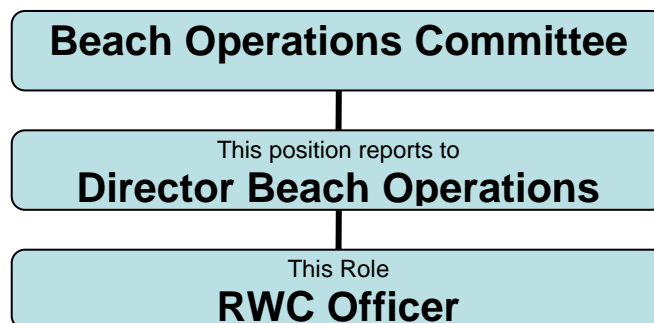 Beach Operations Committee
This position reports to
Director Beach Operations
This Role
RWC Officer